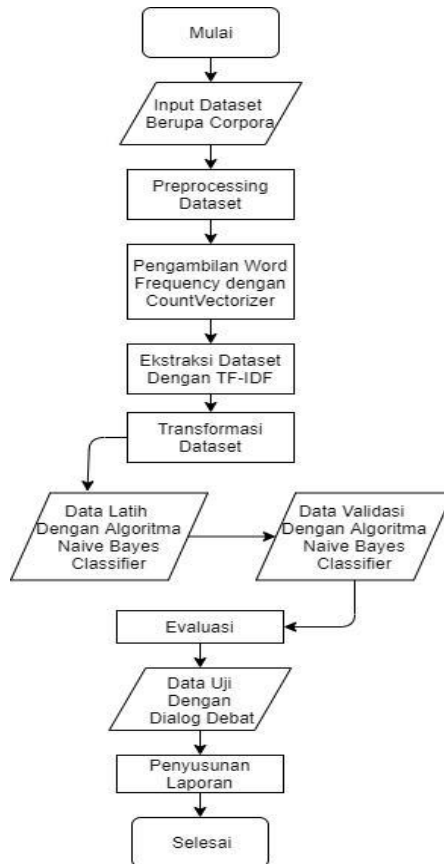 Mulai
Input Dataset
Berupa Corpora
Preprocessing
Dataset
Pengambilan Word
Frequency dengan
CountVectorizer
Ekstraksi Dataset
Dengan TF-IDF
Transformasi
Dataset
Data Latih
Dengan Algoritma
Naive Bayes
Classifier
Data Validasi
Dengan Algoritma
Naive Bayes
Classifier
Evaluasi
Data Uji
Dengan
Dialog Debat
Penyusunan
Laporan
Selesai